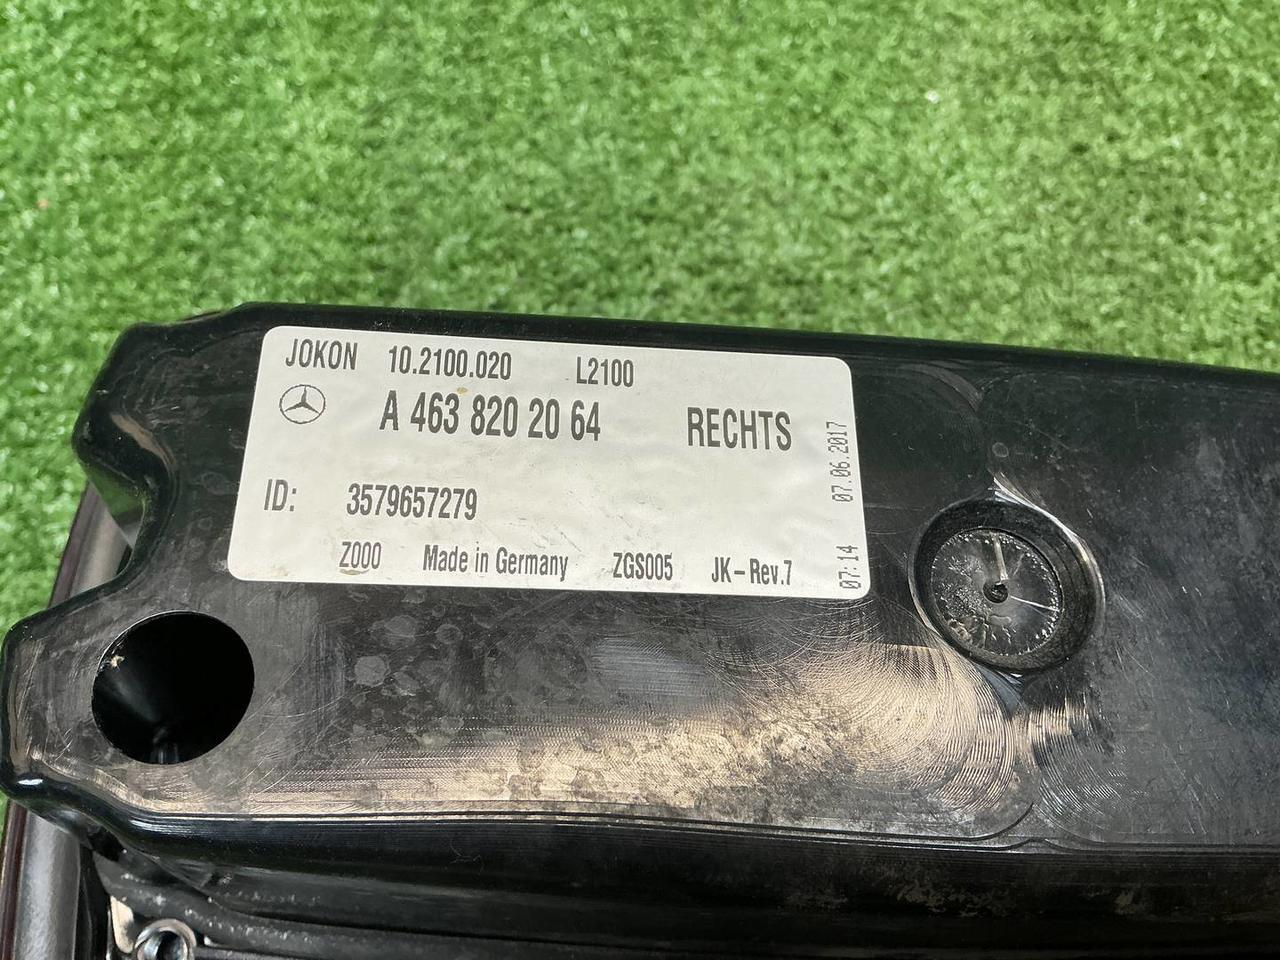 JOKON 10.2100.020 L2100
A 463 820 20 64 RECHTS
ID: 3579657279
Z000 Made in Germany ZGS005 JK-Rev.7
07:14 07.06.2017